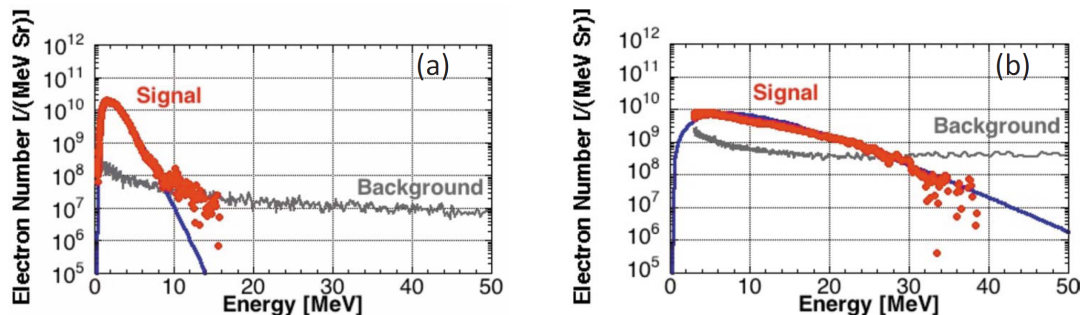 Electron Number [/(MeV Sr)]
10^12
10^11
10^10
10^9
10^8
10^7
10^6
10^5
(a)
Signal
Background
0 10 20 30 40 50
Energy [MeV]
Electron Number [/(MeV Sr)]
10^12
10^11
10^10
10^9
10^8
10^7
10^6
10^5
(b)
Signal
Background
0 10 20 30 40 50
Energy [MeV]